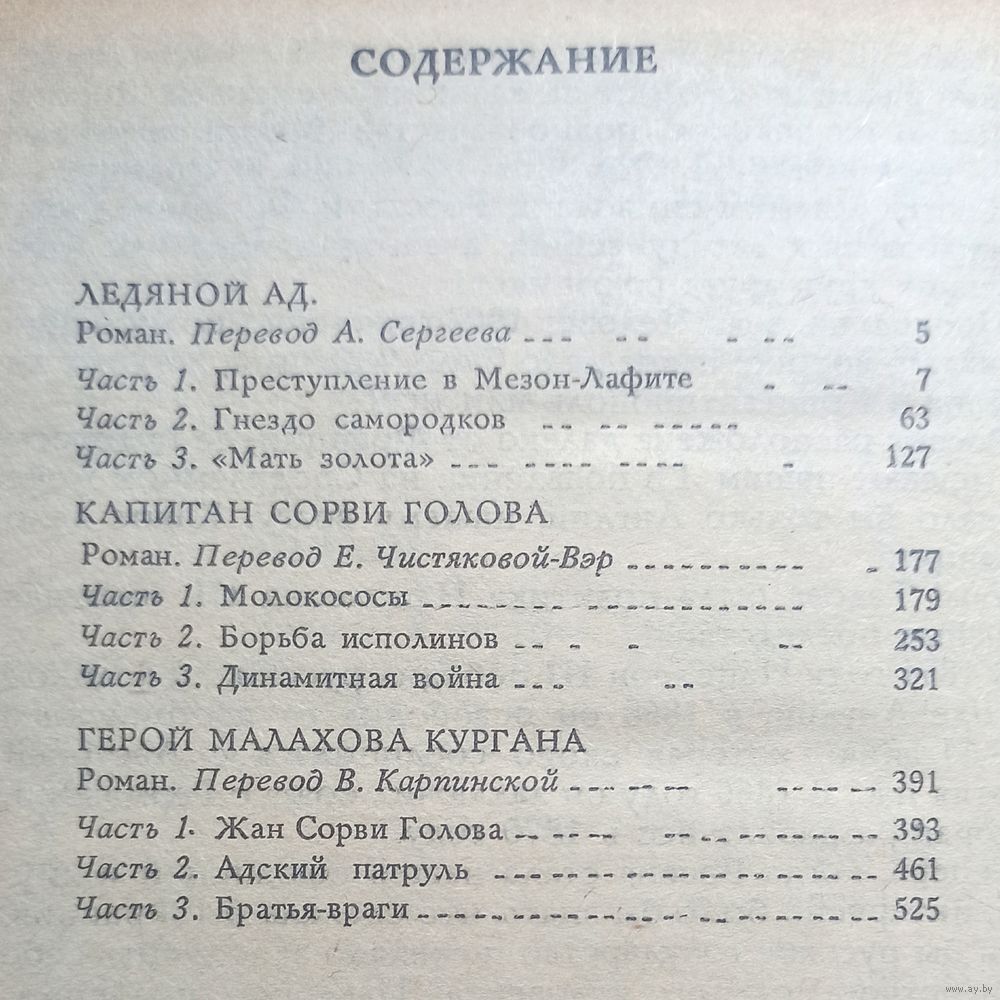 СОДЕРЖАНИЕ
ЛЕДЯНОЙ АД.
Роман. Перевод А. Сергеева 5
Часть 1. Преступление в Мезон-Лафите 7
Часть 2. Гнездо самородков 63
Часть 3. «Мать золота» 127
КАПИТАН СОРВИ ГОЛОВА
Роман. Перевод Е. Чистяковой-Вэр 177
Часть 1. Молокососы 179
Часть 2. Борьба исполинов 253
Часть 3. Динамитная война 321
ГЕРОЙ МАЛАХОВА КУРГАНА
Роман. Перевод В. Карпинской 391
Часть 1. Жан Сорви Голова 393
Часть 2. Адский патруль 461
Часть 3. Братья-враги 525
www.ay.by